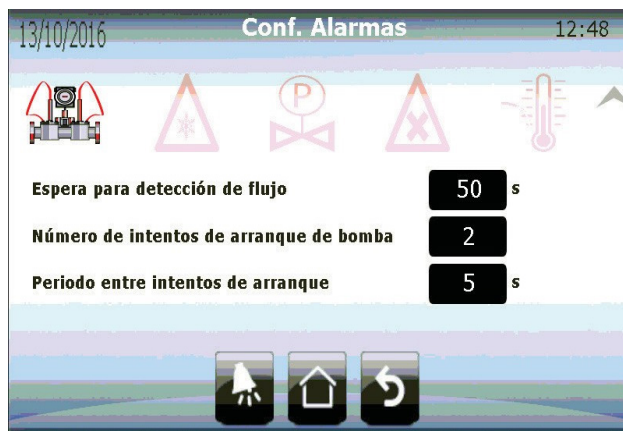 13/10/2016 Conf. Alarmas 12:48
P
Espera para detección de flujo 50 s
Número de intentos de arranque de bomba 2
Periodo entre intentos de arranque 5 s